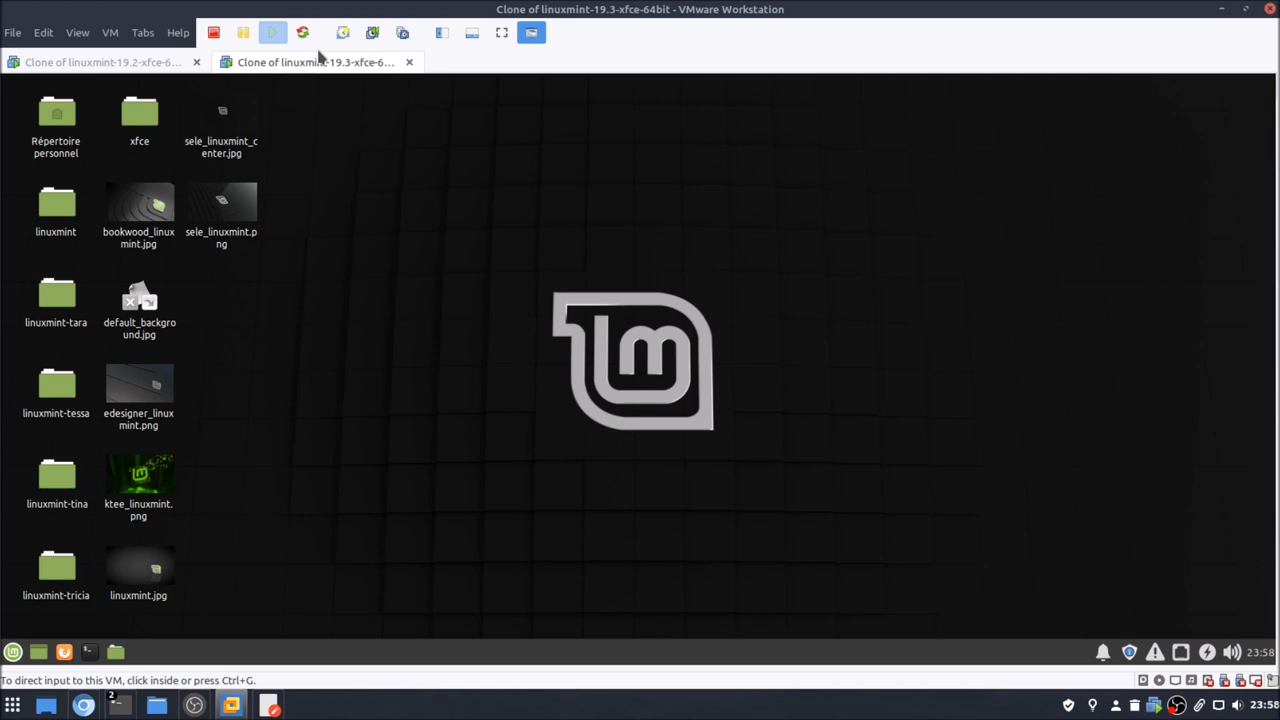 Clone of linuxmint-19.3-xfce-64bit - VMware Workstation
File Edit View VM Tabs Help
Clone of linuxmint-19.2-xfce-6... Clone of linuxmint-19.3-xfce-6...
Répertoire
personnel
xfce
sele_linuxmint_c
enter.jpg
linuxmint
bookwood_linux
mint.jpg
sele_linuxmint.p
ng
linuxmint-tara
default_backgro
und.jpg
linuxmint-tessa
edesigner_linux
mint.png
linuxmint-tina
ktee_linuxmint.
png
linuxmint-tricia
linuxmint.jpg
lm
23:58
To direct input to this VM, click inside or press Ctrl+G.
2
23:58